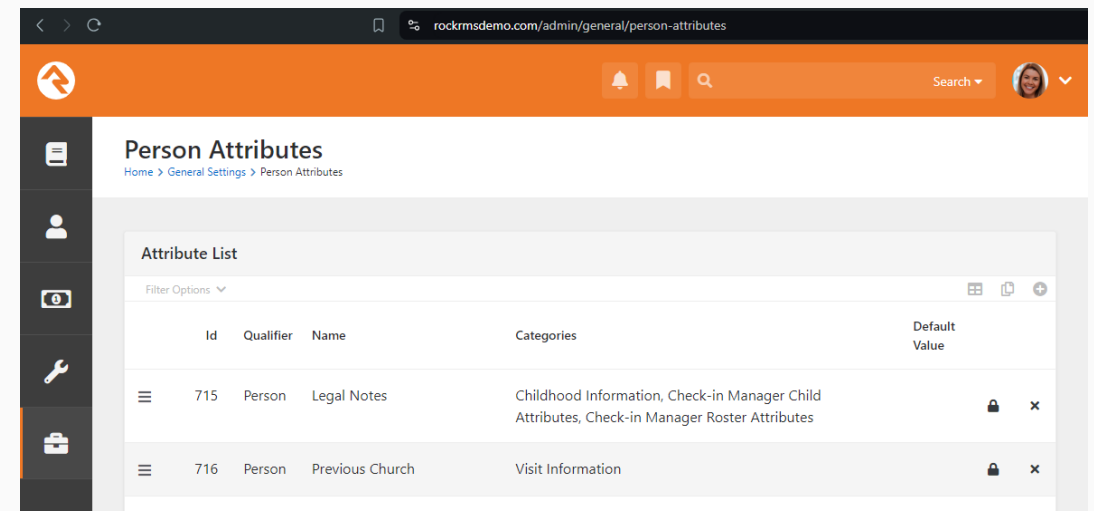 rockrmsdemo.com/admin/general/person-attributes
Search
Person Attributes
Home > General Settings > Person Attributes
Attribute List
Filter Options
Id Qualifier Name Categories Default
Value
715 Person Legal Notes Childhood Information, Check-in Manager Child
Attributes, Check-in Manager Roster Attributes
716 Person Previous Church Visit Information